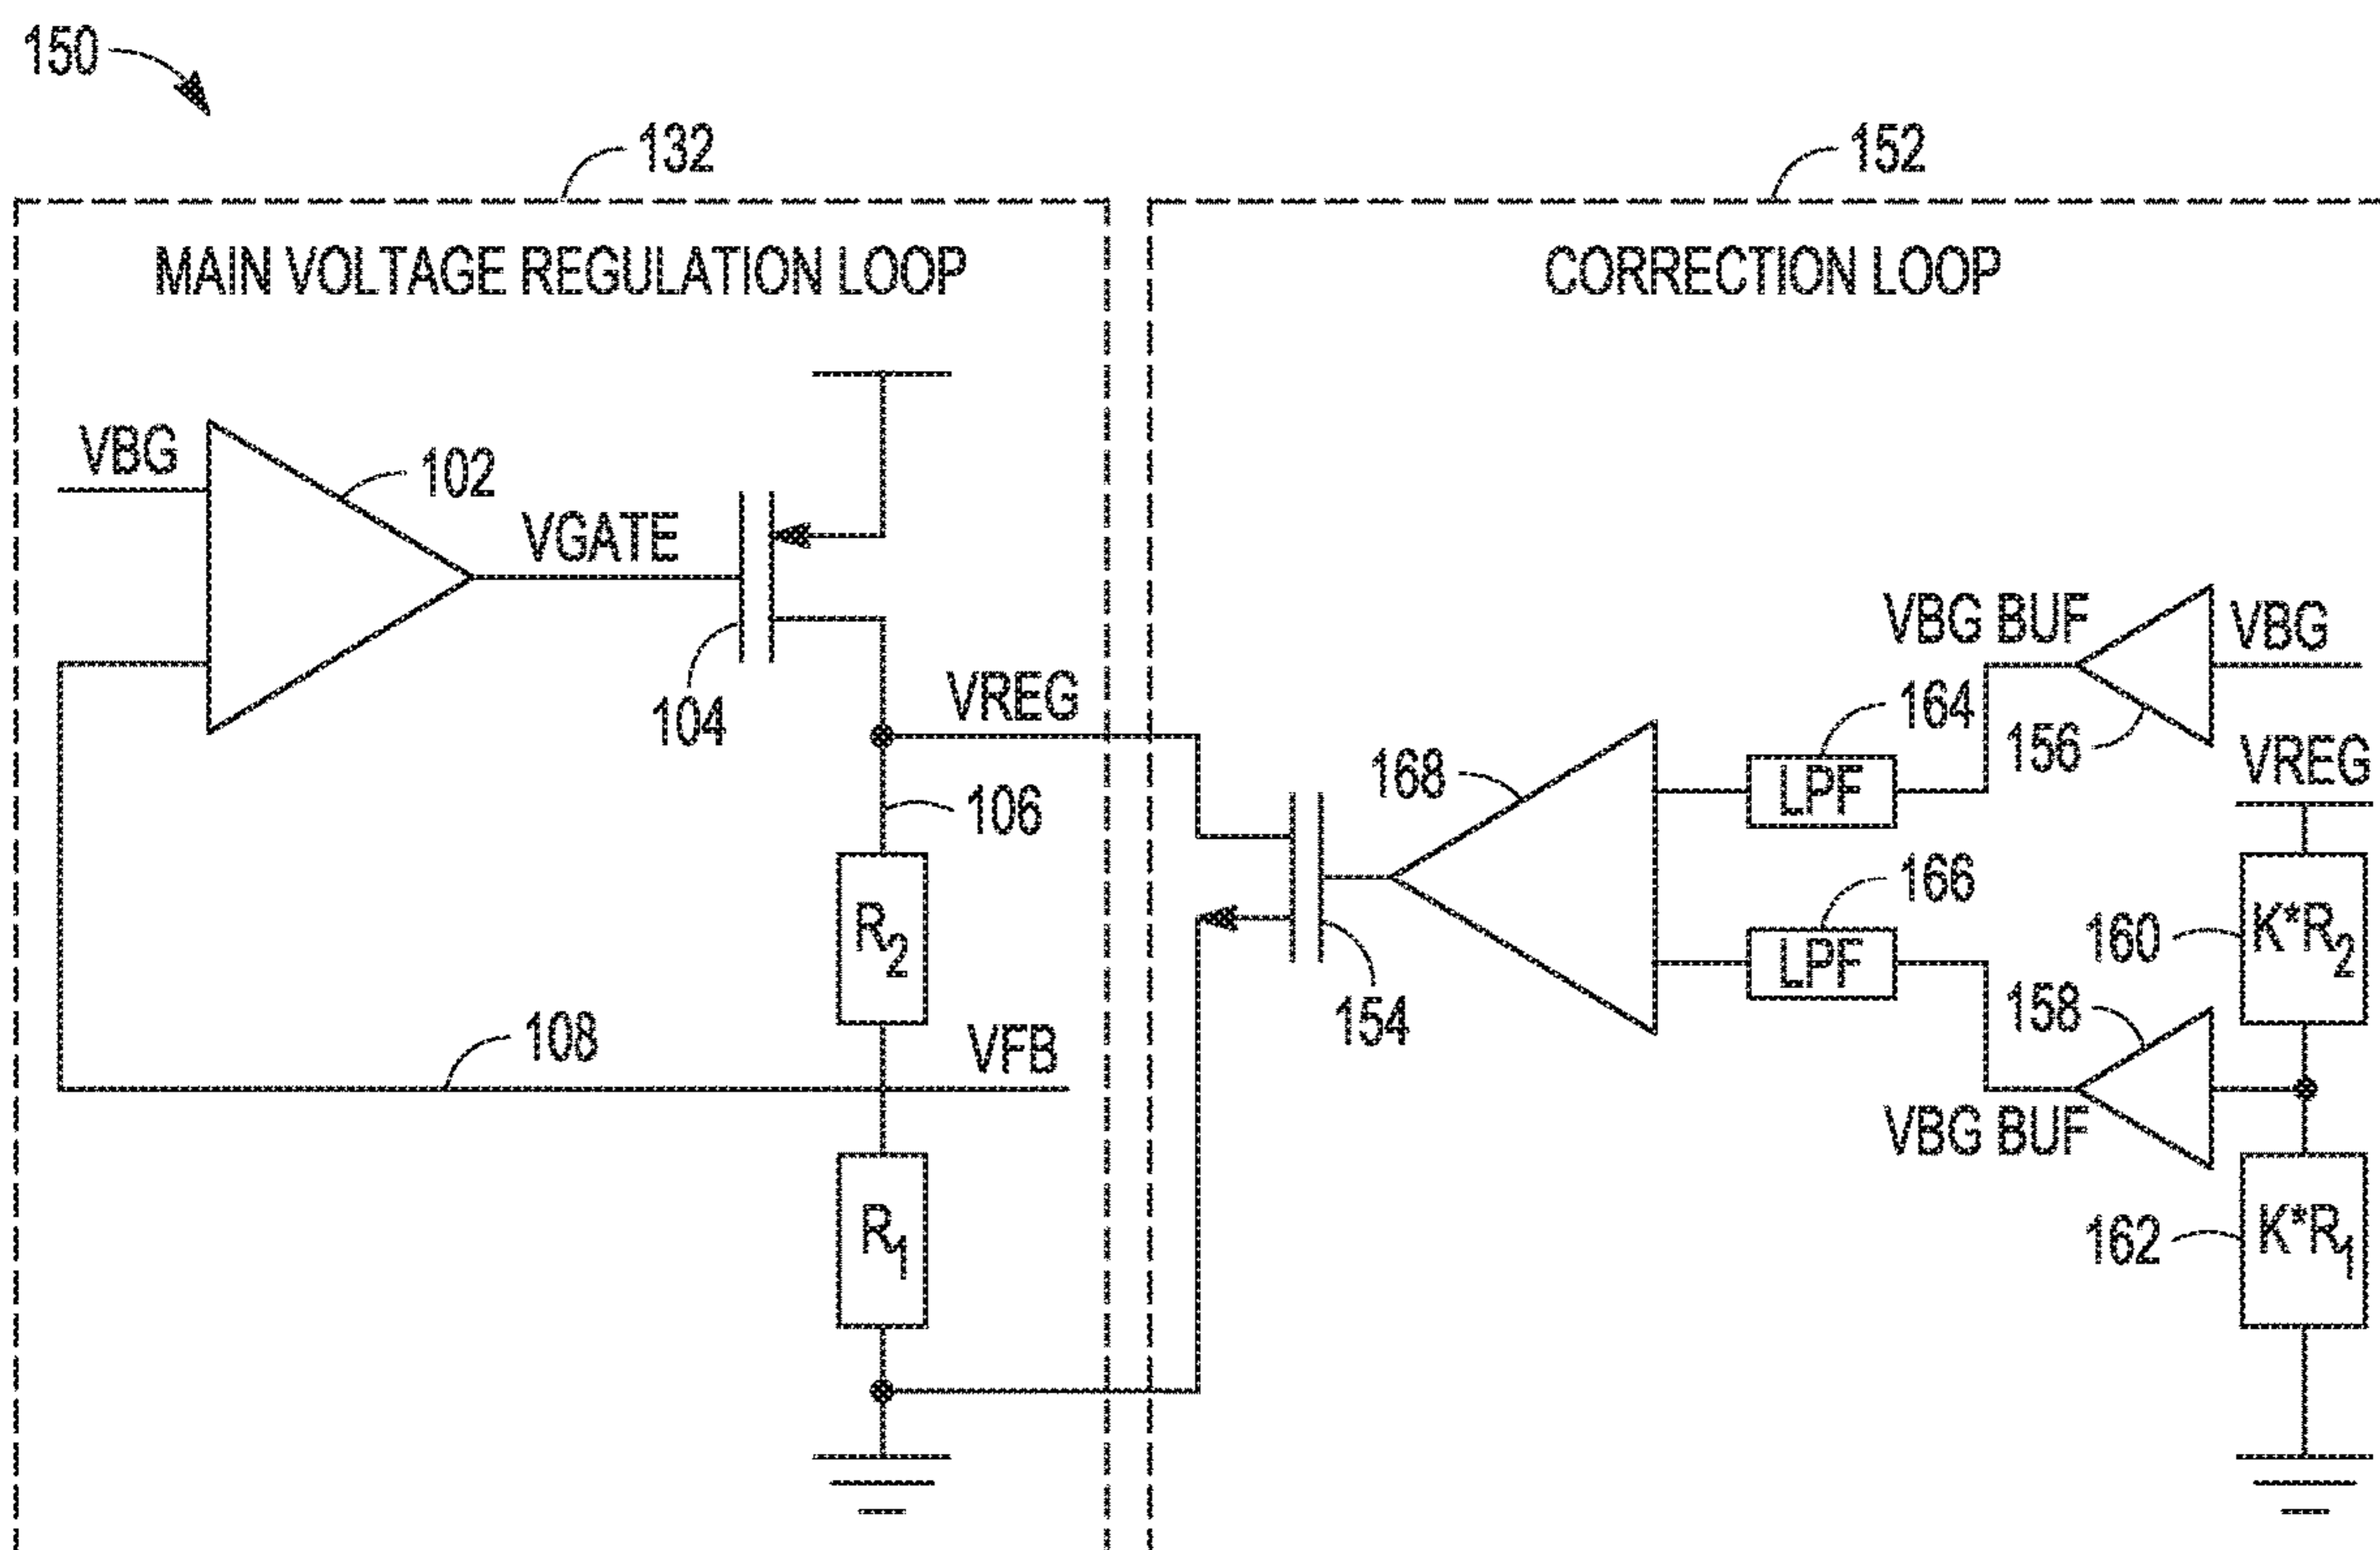 150
132
152
MAIN VOLTAGE REGULATION LOOP
CORRECTION LOOP
VBG
102
VGATE
104
VREG
106
R2
108
VFB
R1
VBG BUF
VBG
164
156
168
LPF
VREG
166
160
K*R2
LPF
154
158
VBG BUF
162
K*R1